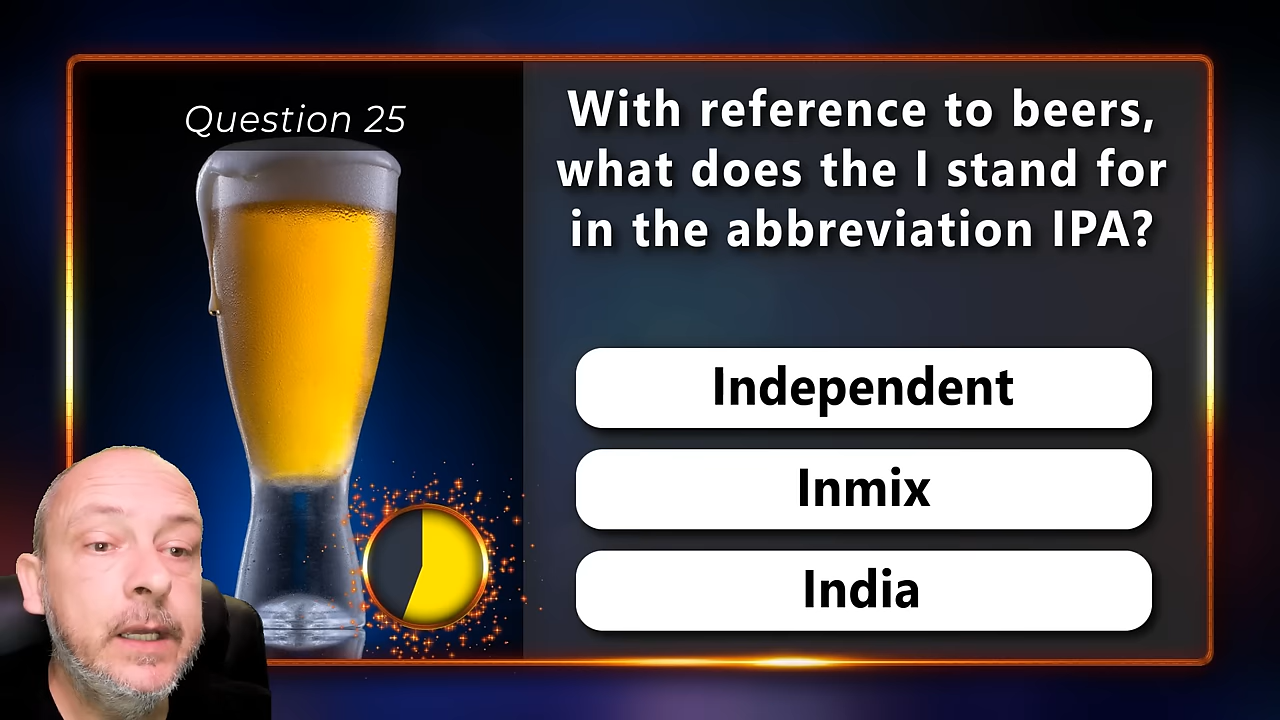 Question 25
With reference to beers,
what does the I stand for
in the abbreviation IPA?
Independent
Inmix
India